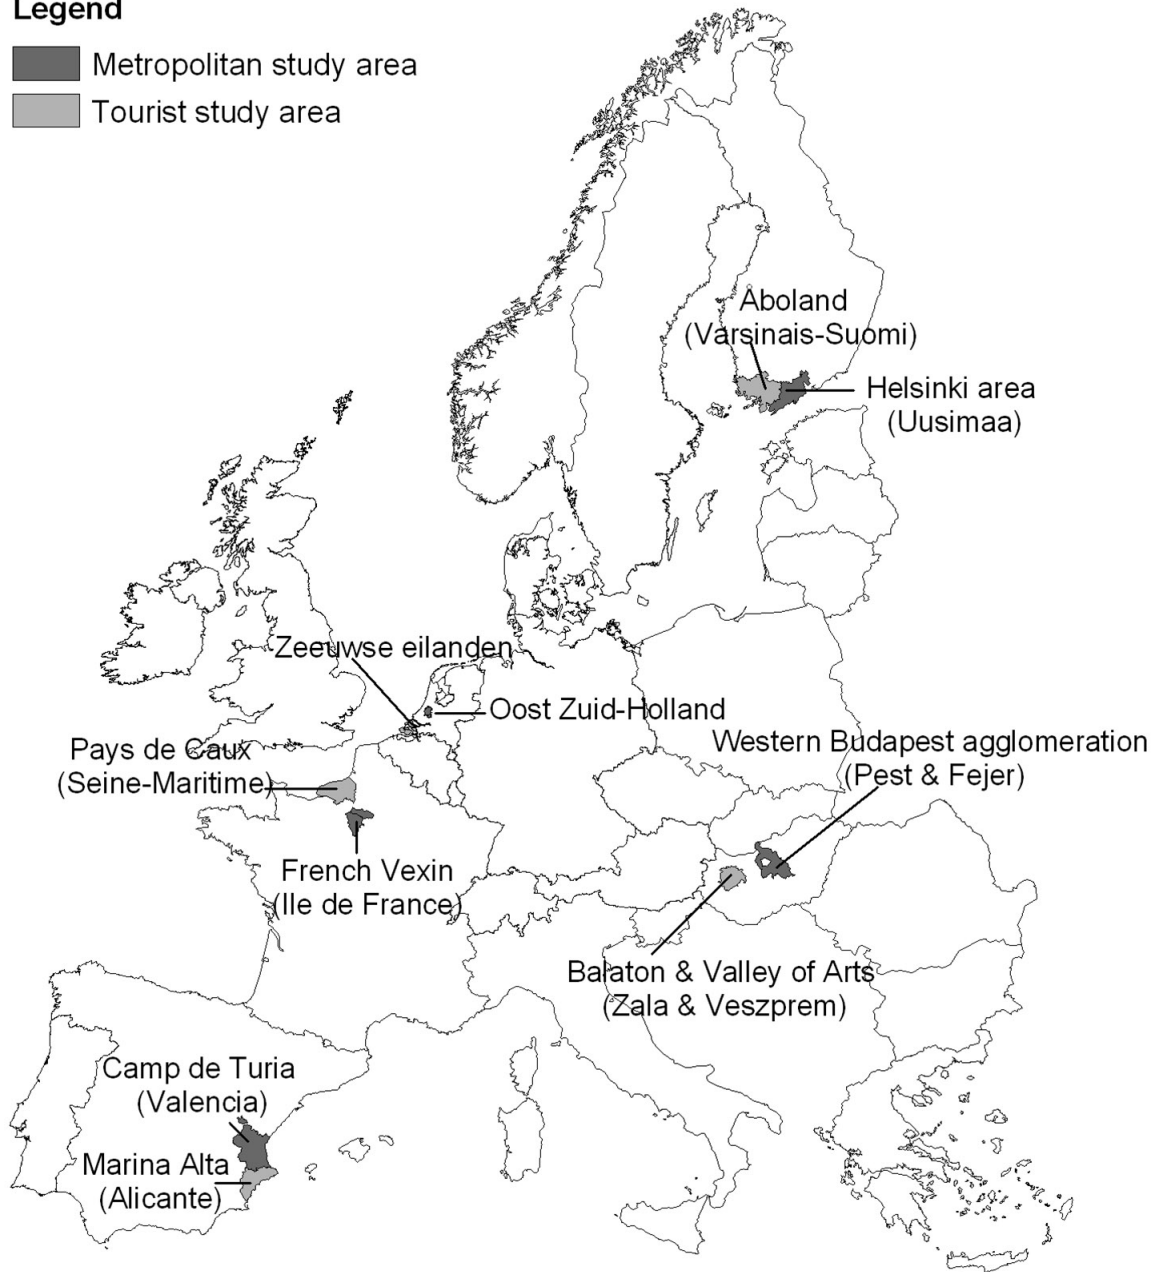 Legend
Metropolitan study area
Tourist study area
Åboland
(Varsinais-Suomi)
Helsinki area
(Uusimaa)
Zeeuwse eilanden
Oost Zuid-Holland
Pays de Caux
(Seine-Maritime)
Western Budapest agglomeration
(Pest & Fejer)
French Vexin
(Ile de France)
Balaton & Valley of Arts
(Zala & Veszprem)
Camp de Turia
(Valencia)
Marina Alta
(Alicante)